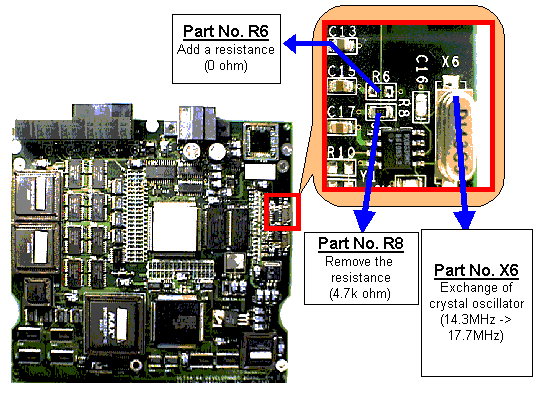 Part No. R6
Add a resistance
(0 ohm)
C13
X6
C15
R6
C16
R8
C17
R10
Part No. R8
Remove the
resistance
(4.7k ohm)
Part No. X6
Exchange of
crystal oscillator
(14.3MHz ->
17.7MHz)